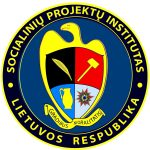 SOCIALINIŲ PROJEKTŲ INSTITUTAS
LIETUVOS RESPUBLIKA